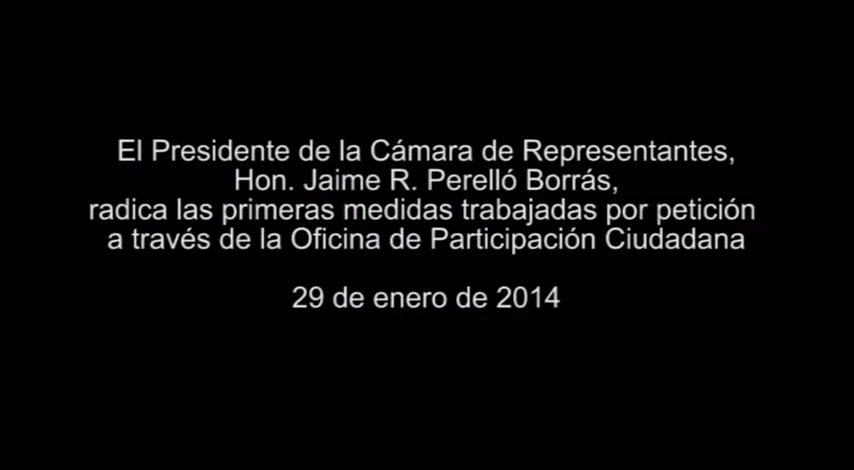 El Presidente de la Cámara de Representantes,
Hon. Jaime R. Perelló Borrás,
radica las primeras medidas trabajadas por petición
a través de la Oficina de Participación Ciudadana
29 de enero de 2014